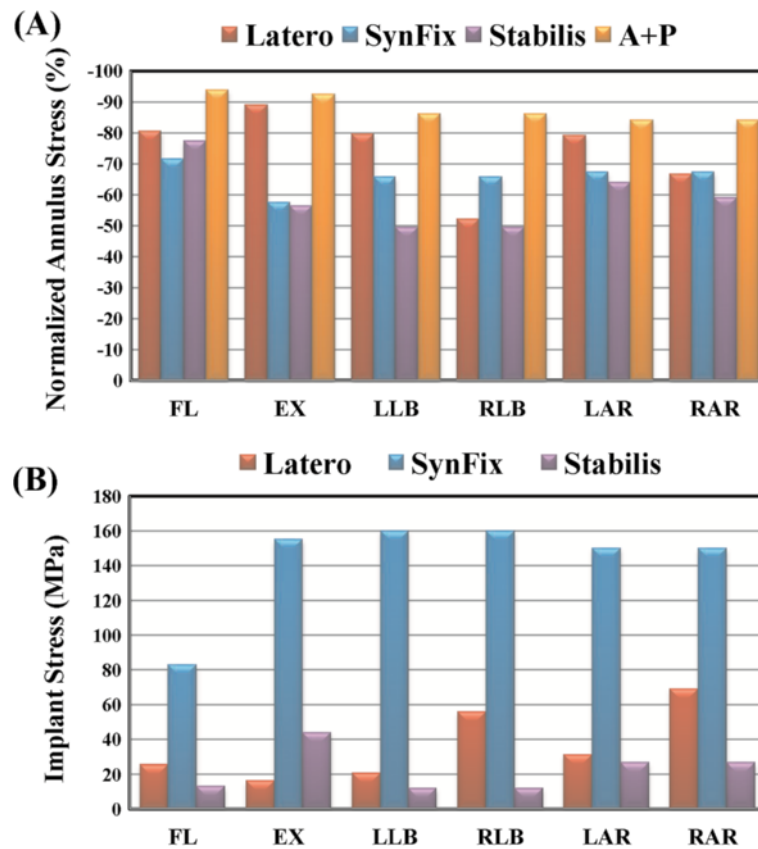 (A)
Latero SynFix Stabilis A+P
Normalized Annulus Stress (%)
-100
-90
-80
-70
-60
-50
-40
-30
-20
-10
0
FL EX LLB RLB LAR RAR
(B)
Latero SynFix Stabilis
Implant Stress (MPa)
180
160
140
120
100
80
60
40
20
0
FL EX LLB RLB LAR RAR